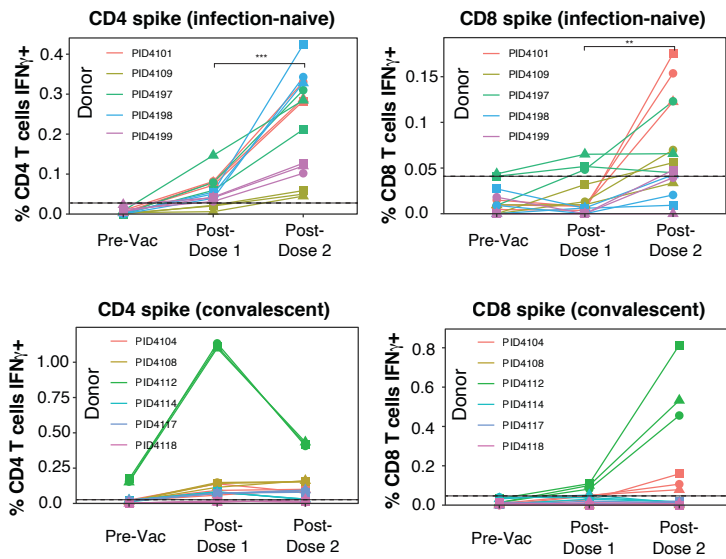 CD4 spike (infection-naive)
% CD4 T cells IFNγ+
0.4
0.3
0.2
0.1
0.0
Donor
PID4101
PID4109
PID4197
PID4198
PID4199
***
Pre-Vac
Post-
Dose 1
Post-
Dose 2
CD8 spike (infection-naive)
% CD8 T cells IFNγ+
0.15
0.10
0.05
0.00
Donor
PID4101
PID4109
PID4197
PID4198
PID4199
**
Pre-Vac
Post-
Dose 1
Post-
Dose 2
CD4 spike (convalescent)
% CD4 T cells IFNγ+
1.00
0.75
0.50
0.25
0.00
Donor
PID4104
PID4108
PID4112
PID4114
PID4117
PID4118
Pre-Vac
Post-
Dose 1
Post-
Dose 2
CD8 spike (convalescent)
% CD8 T cells IFNγ+
0.8
0.6
0.4
0.2
0.0
Donor
PID4104
PID4108
PID4112
PID4114
PID4117
PID4118
Pre-Vac
Post-
Dose 1
Post-
Dose 2